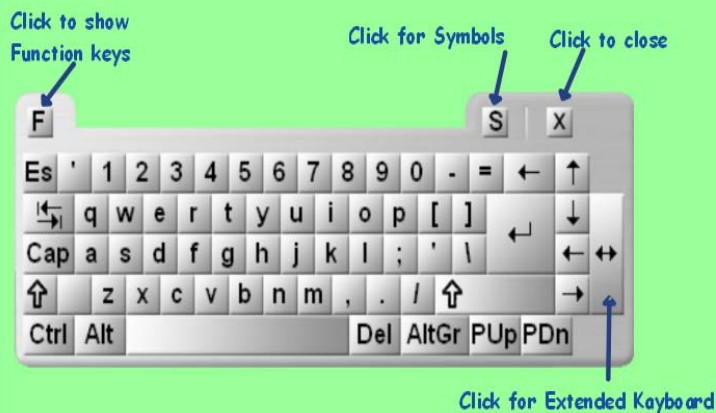 Click to show
Function keys
Click for Symbols
Click to close
F
S
X
Es ' 1 2 3 4 5 6 7 8 9 0 - = ← ↑
q w e r t y u i o p [ ] ↓
Cap a s d f g h j k l ; ' \ ↵ ← ↔
⇧ z x c v b n m , . / ⇧ →
Ctrl Alt Del AltGr PUp PDn
Click for Extended Kayboard